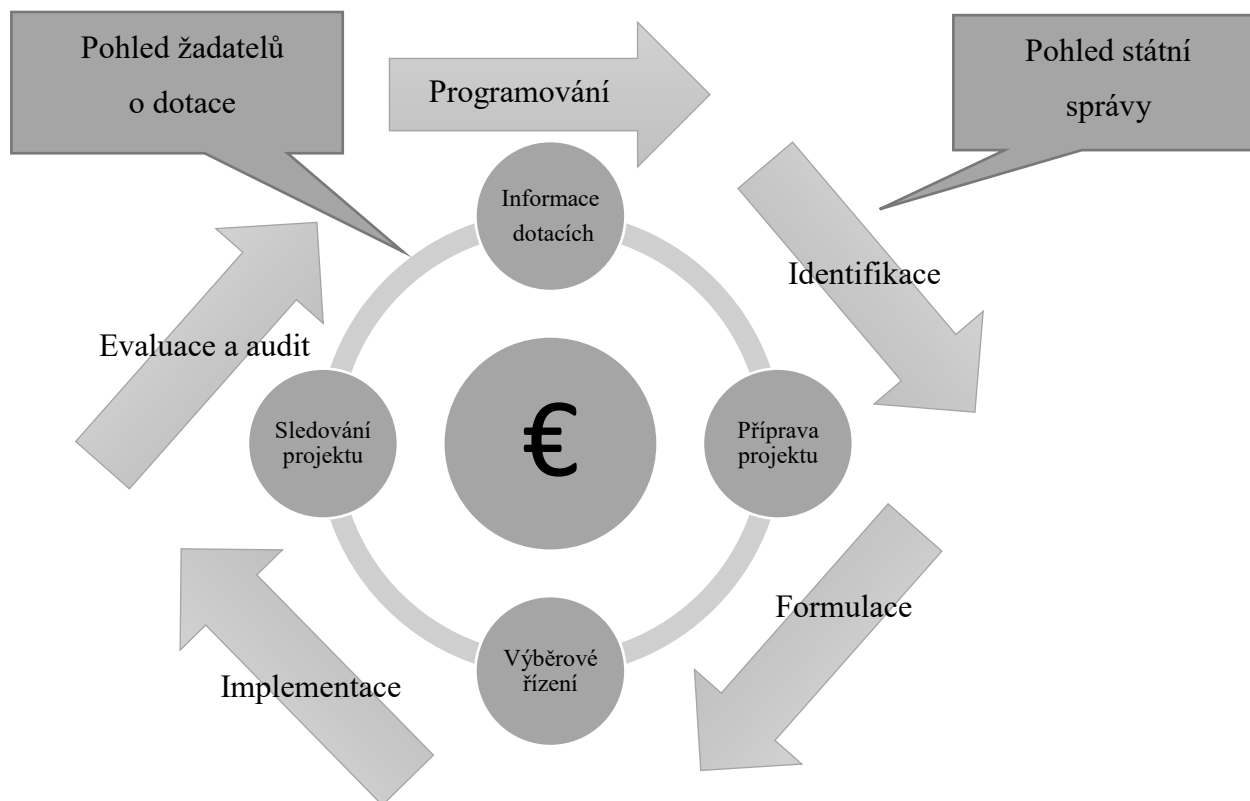 Pohled žadatelů
o dotace
Programování
Pohled státní
správy
Informace
dotacích
Identifikace
Evaluace a audit
Sledování
projektu
€
Příprava
projektu
Formulace
Výběrové
řízení
Implementace